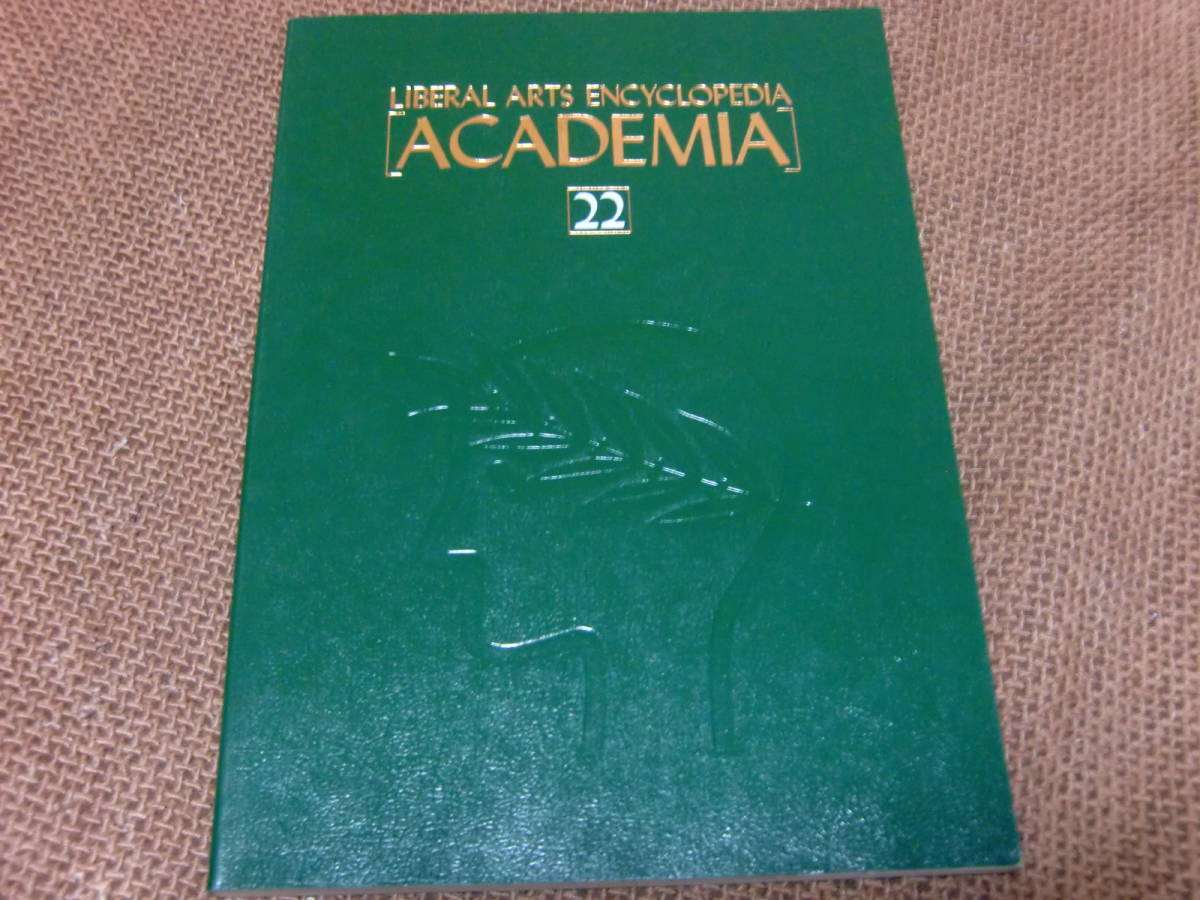 LIBERAL ARTS ENCYCLOPEDIA
[ACADEMIA]
22